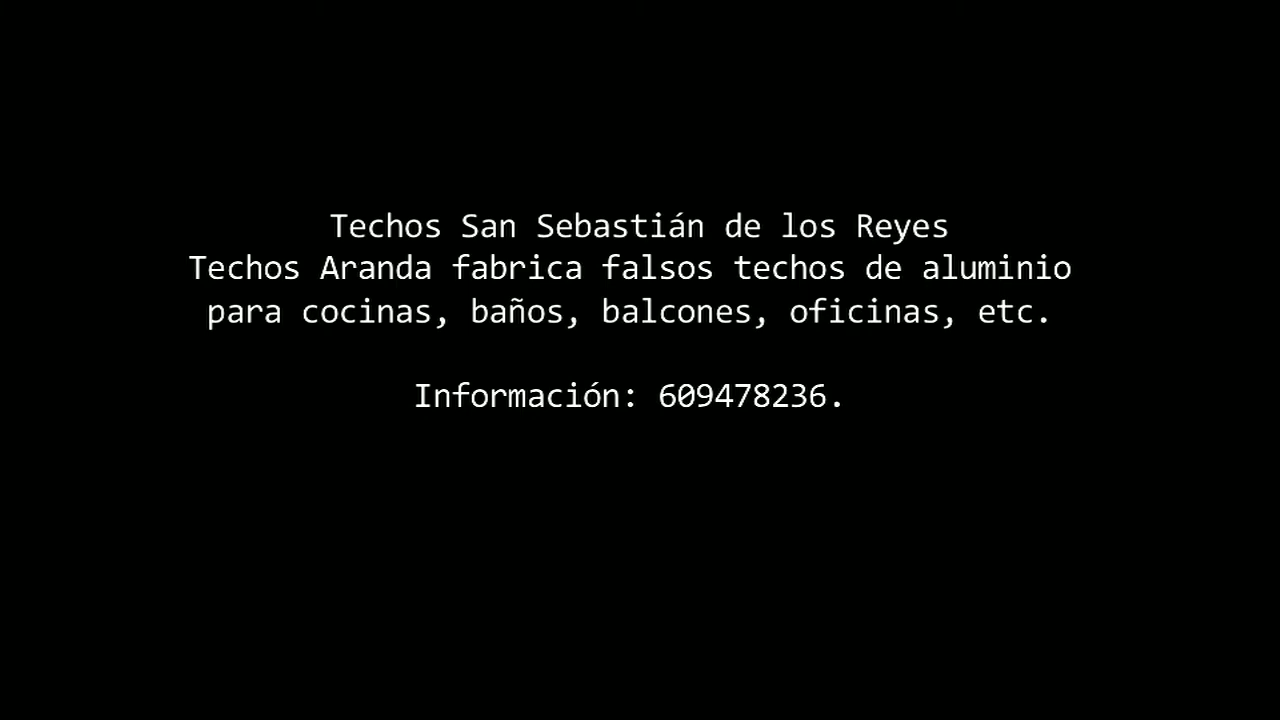 Techos San Sebastián de los Reyes
Techos Aranda fabrica falsos techos de aluminio
para cocinas, baños, balcones, oficinas, etc.
Información: 609478236.